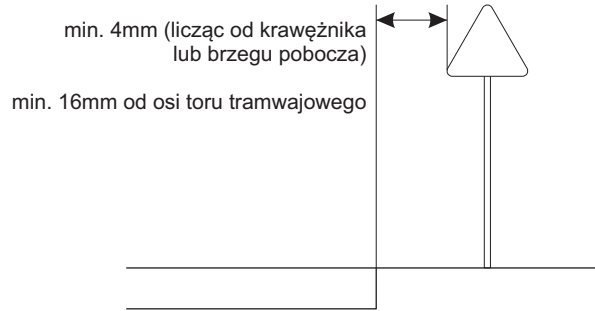 min. 4mm (licząc od krawężnika
lub brzegu pobocza)
min. 16mm od osi toru tramwajowego